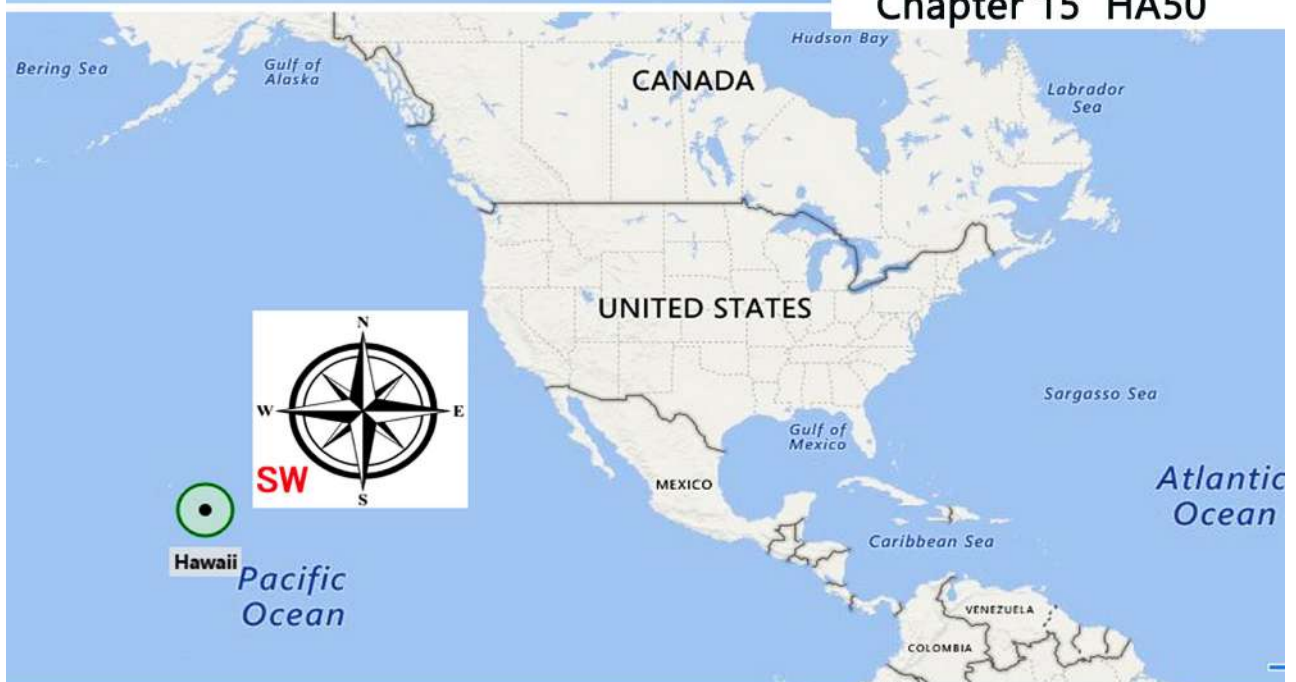 Chapter 15 HA50
Hudson Bay
Bering Sea
Gulf of
Alaska
CANADA
Labrador
Sea
UNITED STATES
N
W
E
S
SW
Sargasso Sea
Gulf of
Mexico
MEXICO
Atlantic
Ocean
Caribbean Sea
Hawaii
Pacific
Ocean
VENEZUELA
COLOMBIA